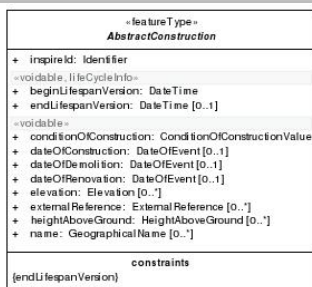 «featureType»
AbstractConstruction
+ inspireId: Identifier
«voidable, lifeCycleInfo»
+ beginLifespanVersion: DateTime
+ endLifespanVersion: DateTime [0..1]
«voidable»
+ conditionOfConstruction: ConditionOfConstructionValue
+ dateOfConstruction: DateOfEvent [0..1]
+ dateOfDemolition: DateOfEvent [0..1]
+ dateOfRenovation: DateOfEvent [0..1]
+ elevation: Elevation [0..*]
+ externalReference: ExternalReference [0..*]
+ heightAboveGround: HeightAboveGround [0..*]
+ name: GeographicalName [0..*]
constraints
{endLifespanVersion}